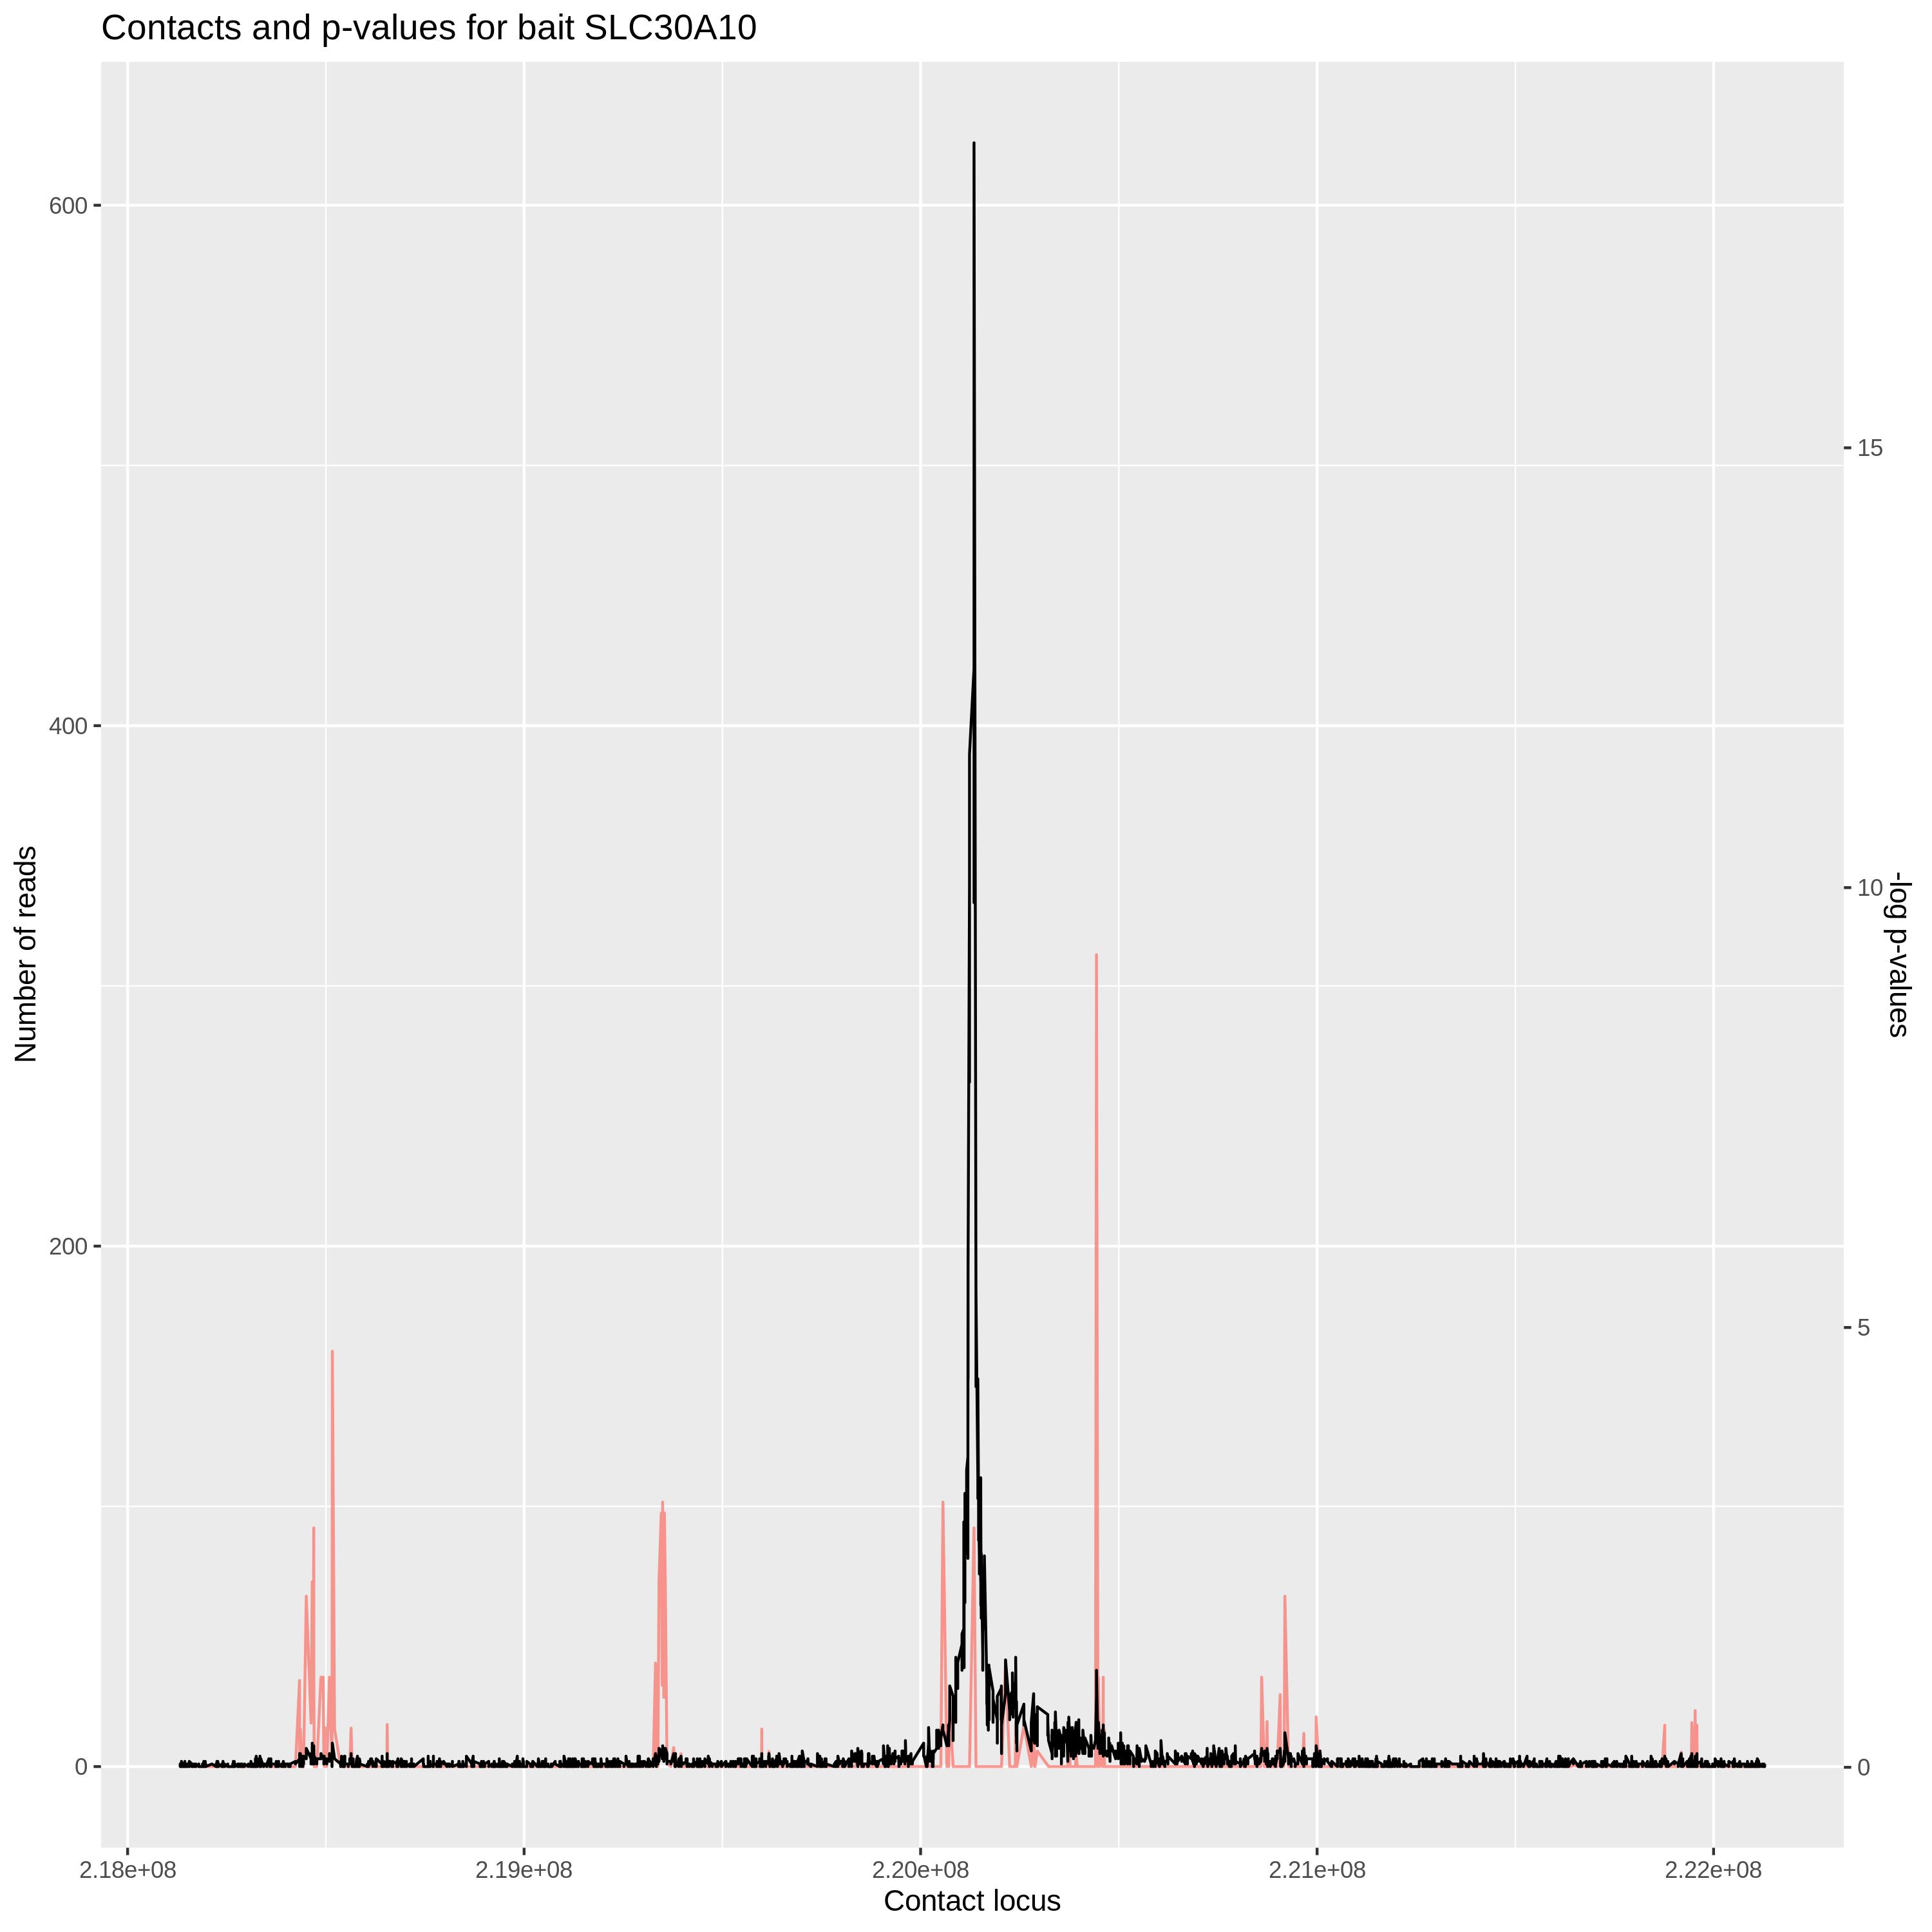 Contacts and p-values for bait SLC30A10
600
400
200
0
Number of reads
15
10
5
0
-log p-values
2.18e+08 2.19e+08 2.20e+08 2.21e+08 2.22e+08
Contact locus